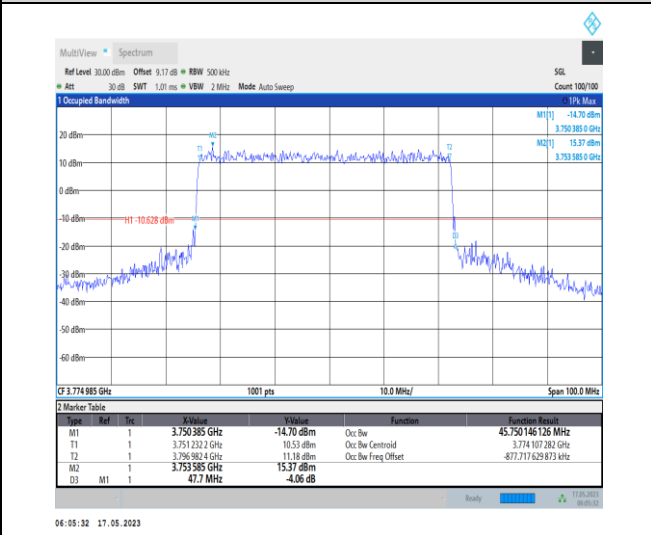 MultiView Spectrum
Ref Level 30.00 dBm Offset 9.17 dB RBW 500 kHz SGL
Att 30 dB SWT 1.01 ms VBW 2 MHz Mode Auto Sweep Count 100/100
1 Occupied Bandwidth 1Pk Max
M1[1] -14.70 dBm
3.750 385 0 GHz
M2[1] 15.37 dBm
3.753 585 0 GHz
20 dBm
M2
T1
T2
10 dBm
0 dBm
-10 dBm
H1 -10.628 dBm
M1
D3
-20 dBm
-30 dBm
-40 dBm
-50 dBm
-60 dBm
CF 3.774 985 GHz 1001 pts 10.0 MHz/ Span 100.0 MHz
2 Marker Table
Type Ref Trc X-Value Y-Value Function Function Result
M1 1 3.750 385 GHz -14.70 dBm Occ Bw 45.750 146 126 MHz
T1 1 3.751 232 2 GHz 10.53 dBm Occ Bw Centroid 3.774 107 282 GHz
T2 1 3.796 982 4 GHz 11.18 dBm Occ Bw Freq Offset -877.717 629 873 kHz
M2 1 3.753 585 GHz 15.37 dBm
D3 M1 1 47.7 MHz -4.06 dB
Ready 17.05.2023
06:05:32
06:05:32 17.05.2023